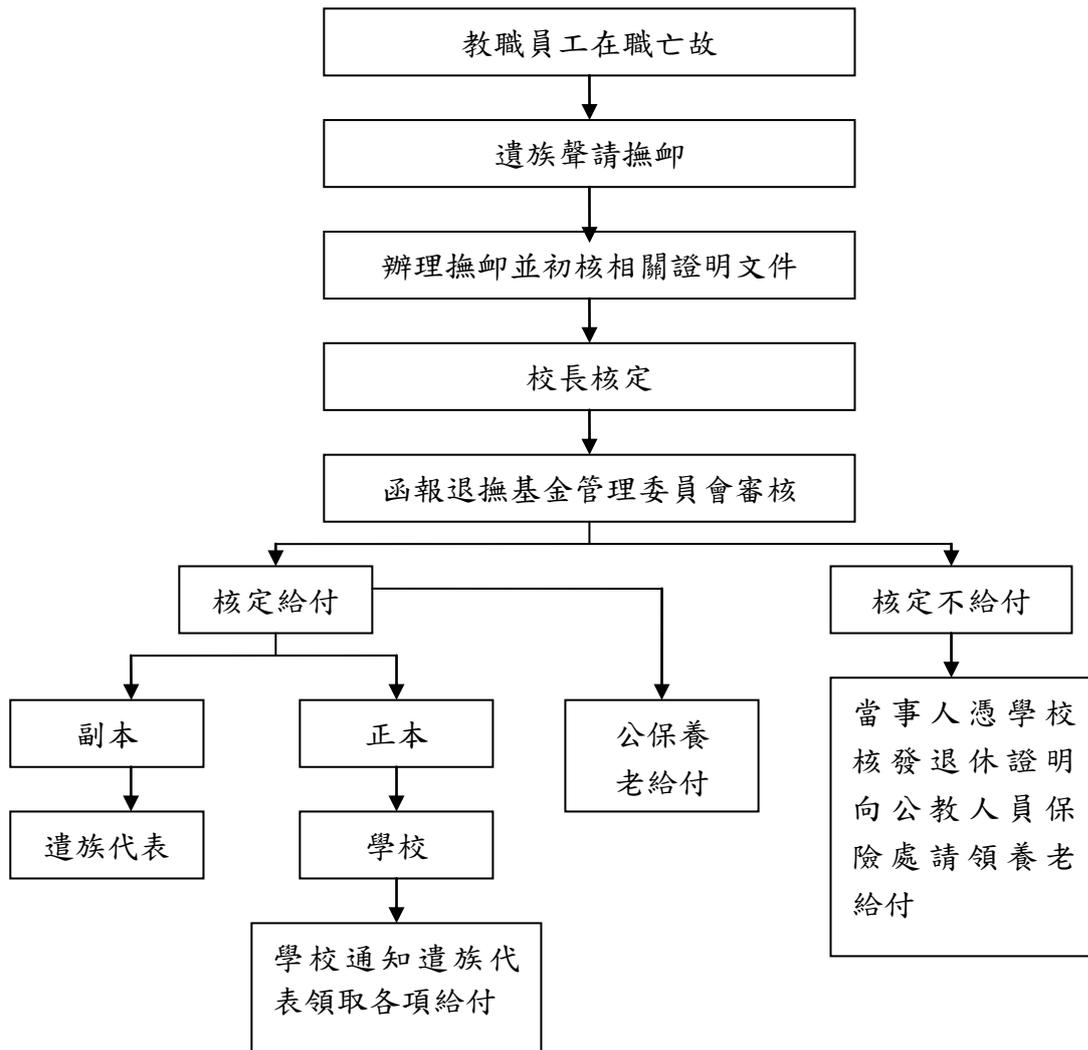 教職員工在職亡故
遺族聲請撫卹
辦理撫卹並初核相關證明文件
校長核定
函報退撫基金管理委員會審核
核定給付
核定不給付
副本
正本
公保養
老給付
當事人憑學校
核發退休證明
向公教人員保
險處請領養老
給付
遺族代表
學校
學校通知遺族代
表領取各項給付